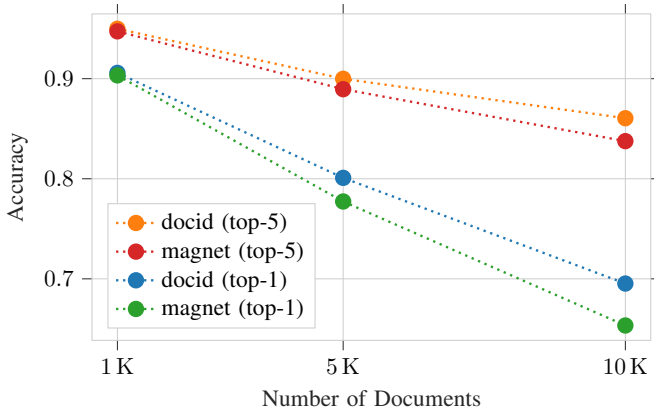 0.9
0.8
0.7
Accuracy
docid (top-5)
magnet (top-5)
docid (top-1)
magnet (top-1)
1 K
5 K
10 K
Number of Documents